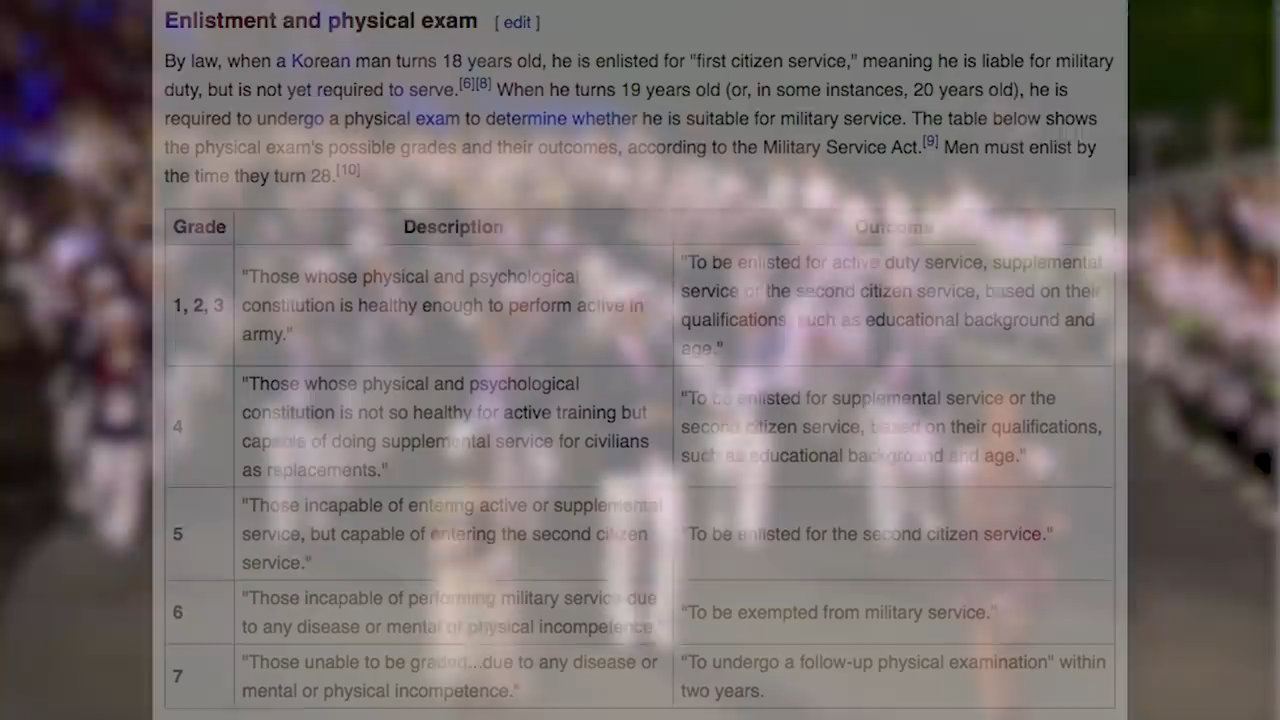 Enlistment and physical exam [ edit ]
By law, when a Korean man turns 18 years old, he is enlisted for "first citizen service," meaning he is liable for military
duty, but is not yet required to serve.[6][8] When he turns 19 years old (or, in some instances, 20 years old), he is
required to undergo a physical exam to determine whether he is suitable for military service. The table below shows
the physical exam's possible grades and their outcomes, according to the Military Service Act.[9] Men must enlist by
the time they turn 28.[10]
Grade Description Outcome
1, 2, 3
"Those whose physical and psychological
constitution is healthy enough to perform active in
army."
"To be enlisted for active duty service, supplemental
service or the second citizen service, based on their
qualifications, such as educational background and
age."
4
"Those whose physical and psychological
constitution is not so healthy for active training but
capable of doing supplemental service for civilians
as replacements."
"To be enlisted for supplemental service or the
second citizen service, based on their qualifications,
such as educational background and age."
5
"Those incapable of entering active or supplemental
service, but capable of entering the second citizen
service."
"To be enlisted for the second citizen service."
6
"Those incapable of performing military service due
to any disease or mental or physical incompetence."
"To be exempted from military service."
7
"Those unable to be graded...due to any disease or
mental or physical incompetence."
"To undergo a follow-up physical examination" within
two years.